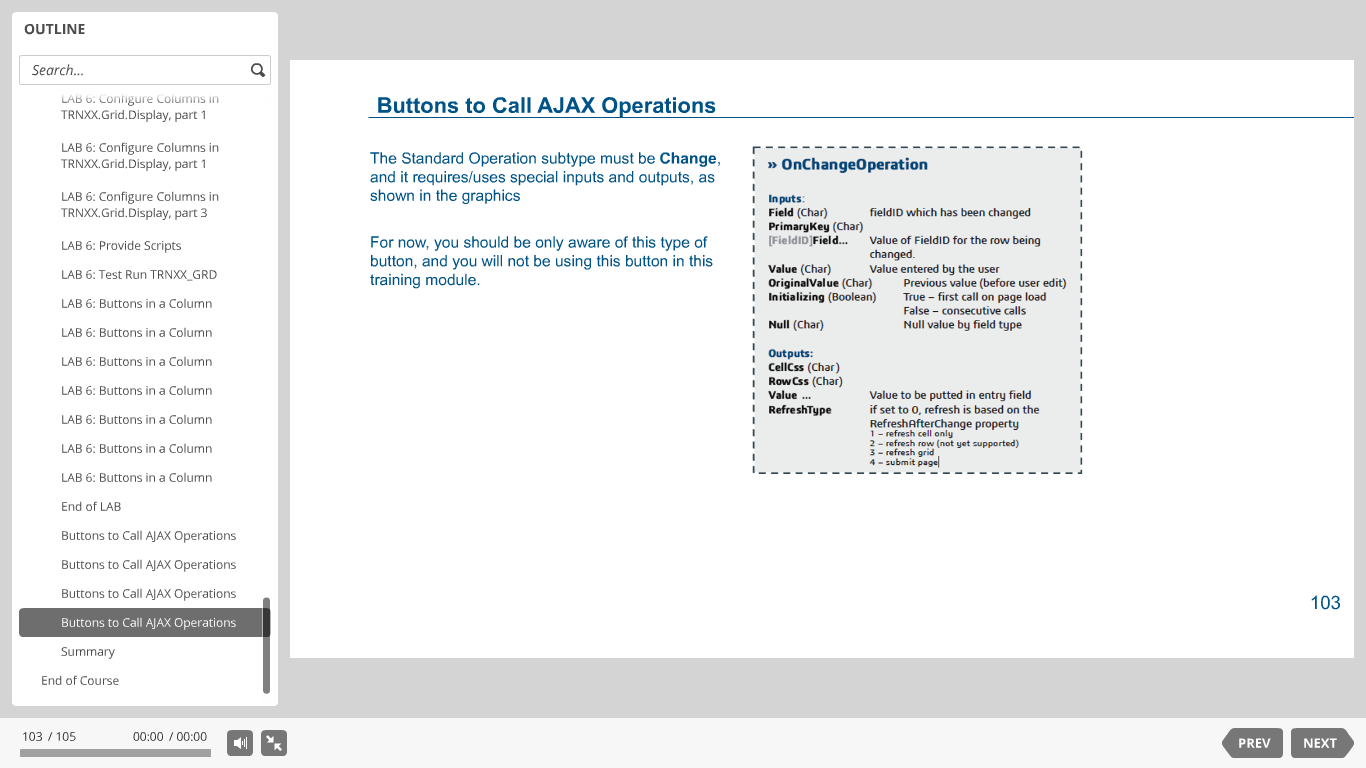 OUTLINE
Search...
LAB 6: Configure Columns in
TRNXX.Grid.Display, part 1
LAB 6: Configure Columns in
TRNXX.Grid.Display, part 1
LAB 6: Configure Columns in
TRNXX.Grid.Display, part 3
LAB 6: Provide Scripts
LAB 6: Test Run TRNXX_GRD
LAB 6: Buttons in a Column
LAB 6: Buttons in a Column
LAB 6: Buttons in a Column
LAB 6: Buttons in a Column
LAB 6: Buttons in a Column
LAB 6: Buttons in a Column
LAB 6: Buttons in a Column
End of LAB
Buttons to Call AJAX Operations
Buttons to Call AJAX Operations
Buttons to Call AJAX Operations
Buttons to Call AJAX Operations
Summary
End of Course
Buttons to Call AJAX Operations
The Standard Operation subtype must be Change,
and it requires/uses special inputs and outputs, as
shown in the graphics
For now, you should be only aware of this type of
button, and you will not be using this button in this
training module.
» OnChangeOperation
Inputs:
Field (Char) fieldID which has been changed
PrimaryKey (Char)
[FieldID]Field... Value of FieldID for the row being
changed.
Value (Char) Value entered by the user
OriginalValue (Char) Previous value (before user edit)
Initializing (Boolean) True – first call on page load
False – consecutive calls
Null (Char) Null value by field type
Outputs:
CellCss (Char)
RowCss (Char)
Value ... Value to be putted in entry field
RefreshType if set to 0, refresh is based on the
RefreshAfterChange property
1 – refresh cell only
2 – refresh row (not yet supported)
3 – refresh grid
4 – submit page
103
103 / 105 00:00 / 00:00
PREV NEXT